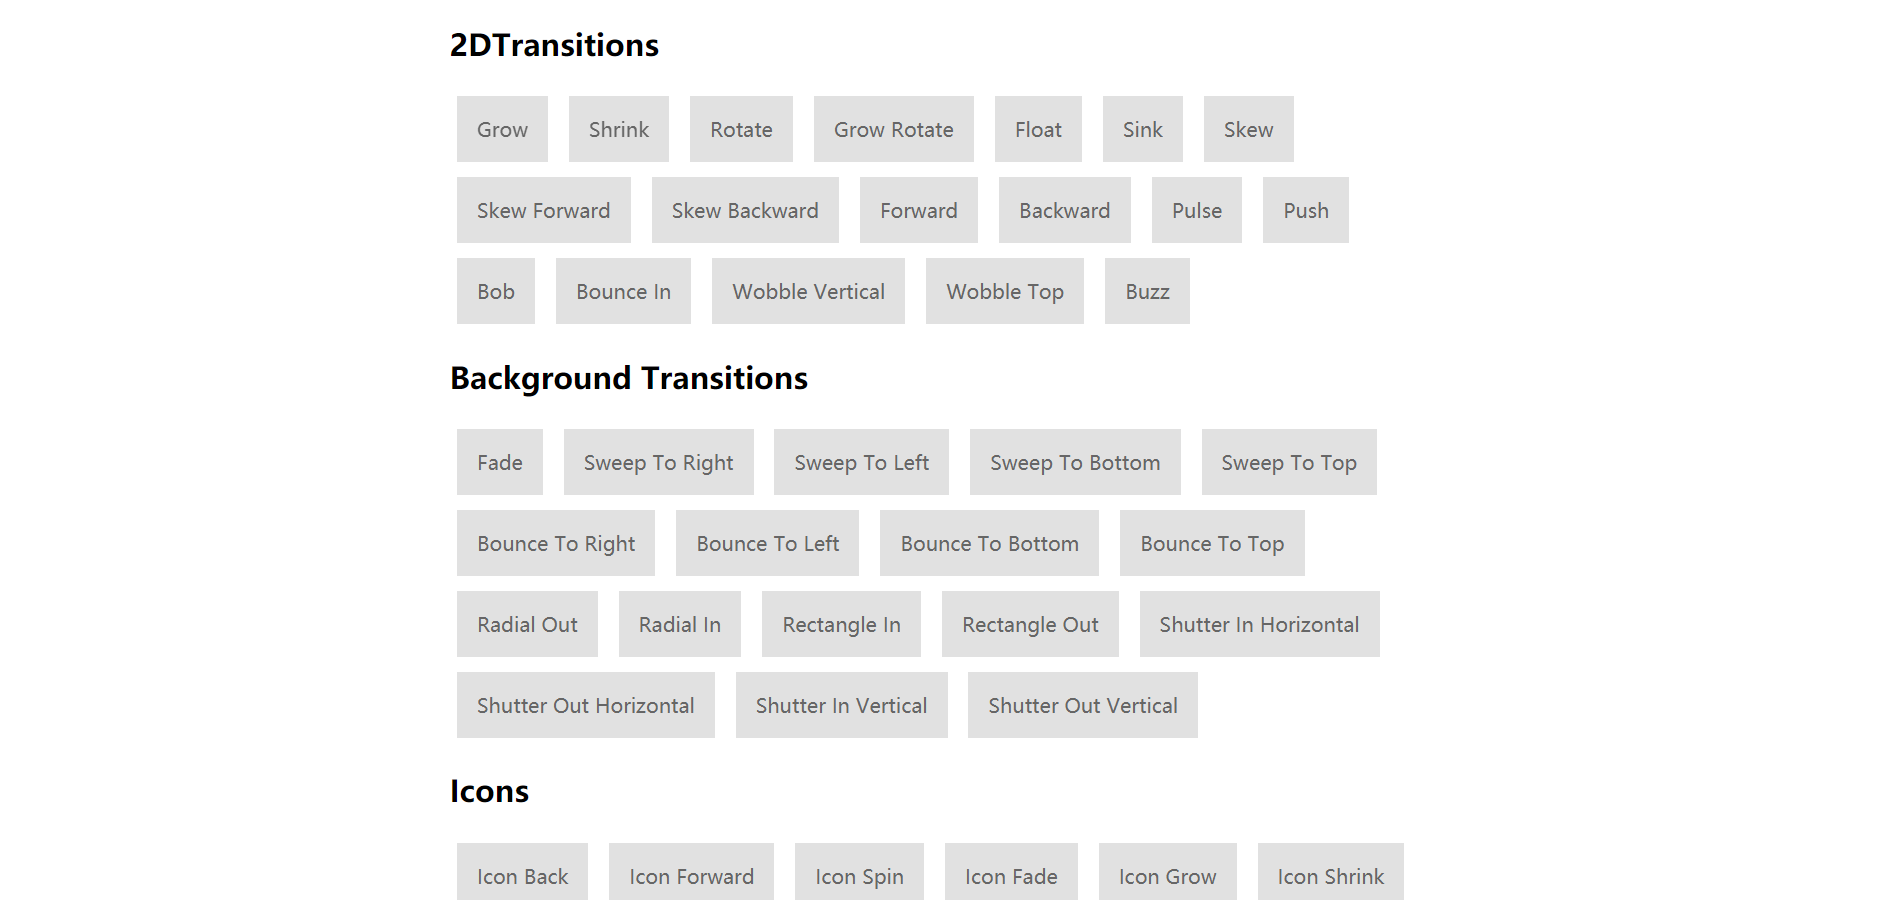 2DTransitions
Grow Shrink Rotate Grow Rotate Float Sink Skew
Skew Forward Skew Backward Forward Backward Pulse Push
Bob Bounce In Wobble Vertical Wobble Top Buzz
Background Transitions
Fade Sweep To Right Sweep To Left Sweep To Bottom Sweep To Top
Bounce To Right Bounce To Left Bounce To Bottom Bounce To Top
Radial Out Radial In Rectangle In Rectangle Out Shutter In Horizontal
Shutter Out Horizontal Shutter In Vertical Shutter Out Vertical
Icons
Icon Back Icon Forward Icon Spin Icon Fade Icon Grow Icon Shrink